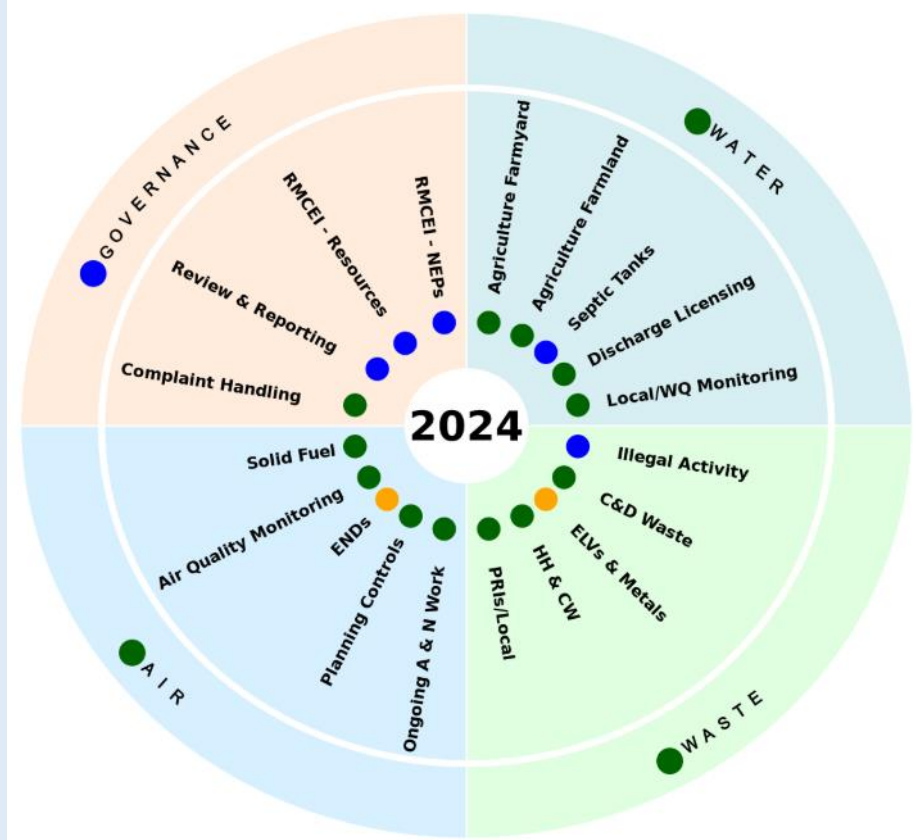 GOVERNANCE
RMCEI - NEPs
RMCEI - Resources
Review & Reporting
Complaint Handling
WATER
Agriculture Farmyard
Agriculture Farmland
Septic Tanks
Discharge Licensing
Local/WQ Monitoring
2024
Solid Fuel
Air Quality Monitoring
ENDs
Planning Controls
Ongoing A & N Work
AIR
Illegal Activity
C&D Waste
ELVs & Metals
HH & CW
PRIs/Local
WASTE